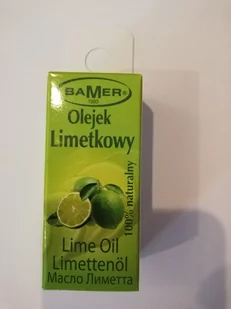 BAMER®
Olejek
Limetkowy
100% naturalny
Lime Oil
Limettenöl
Масло Лиметта